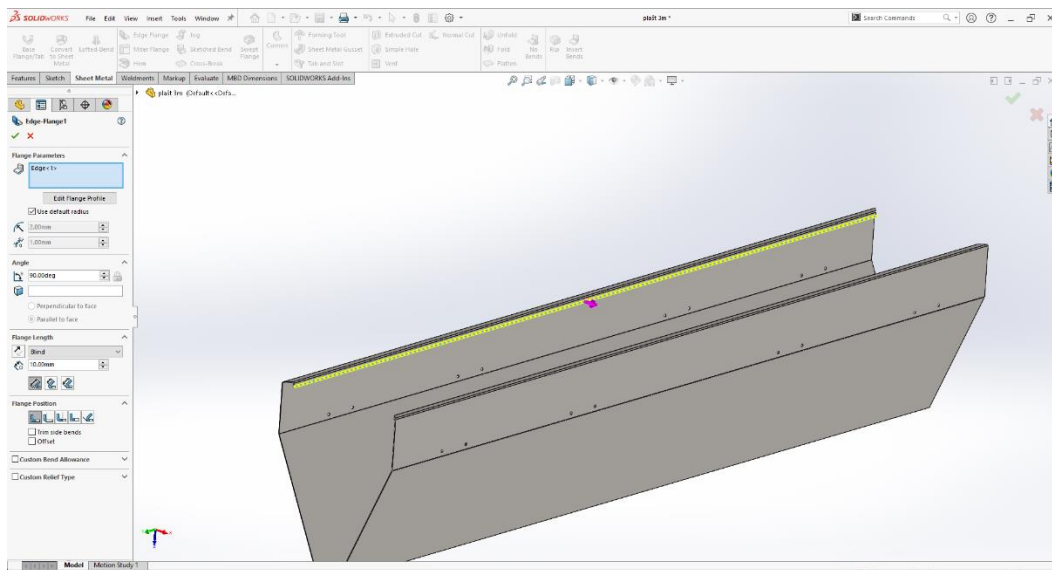 SOLIDWORKS File Edit View Insert Tools Window plašt 3m * Search Commands
Base Flange/Tab Convert to Sheet Metal Lofted-Bend Edge Flange Miter Flange Hem Jog Sketched Bend Cross-Break Swept Flange Corners Forming Tool Sheet Metal Gusset Tab and Slot Extruded Cut Simple Hole Vent Normal Cut Unfold Fold Flatten No Bends Rip Insert Bends
Features Sketch Sheet Metal Weldments Markup Evaluate MBD Dimensions SOLIDWORKS Add-Ins
plašt 3m (Default<<Defa...
Edge-Flange1
Flange Parameters
Edge<1>
Edit Flange Profile
Use default radius
2.00mm
1.00mm
Angle
90.00deg
Perpendicular to face
Parallel to face
Flange Length
Blind
10.00mm
Flange Position
Trim side bends
Offset
Custom Bend Allowance
Custom Relief Type
Model Motion Study 1